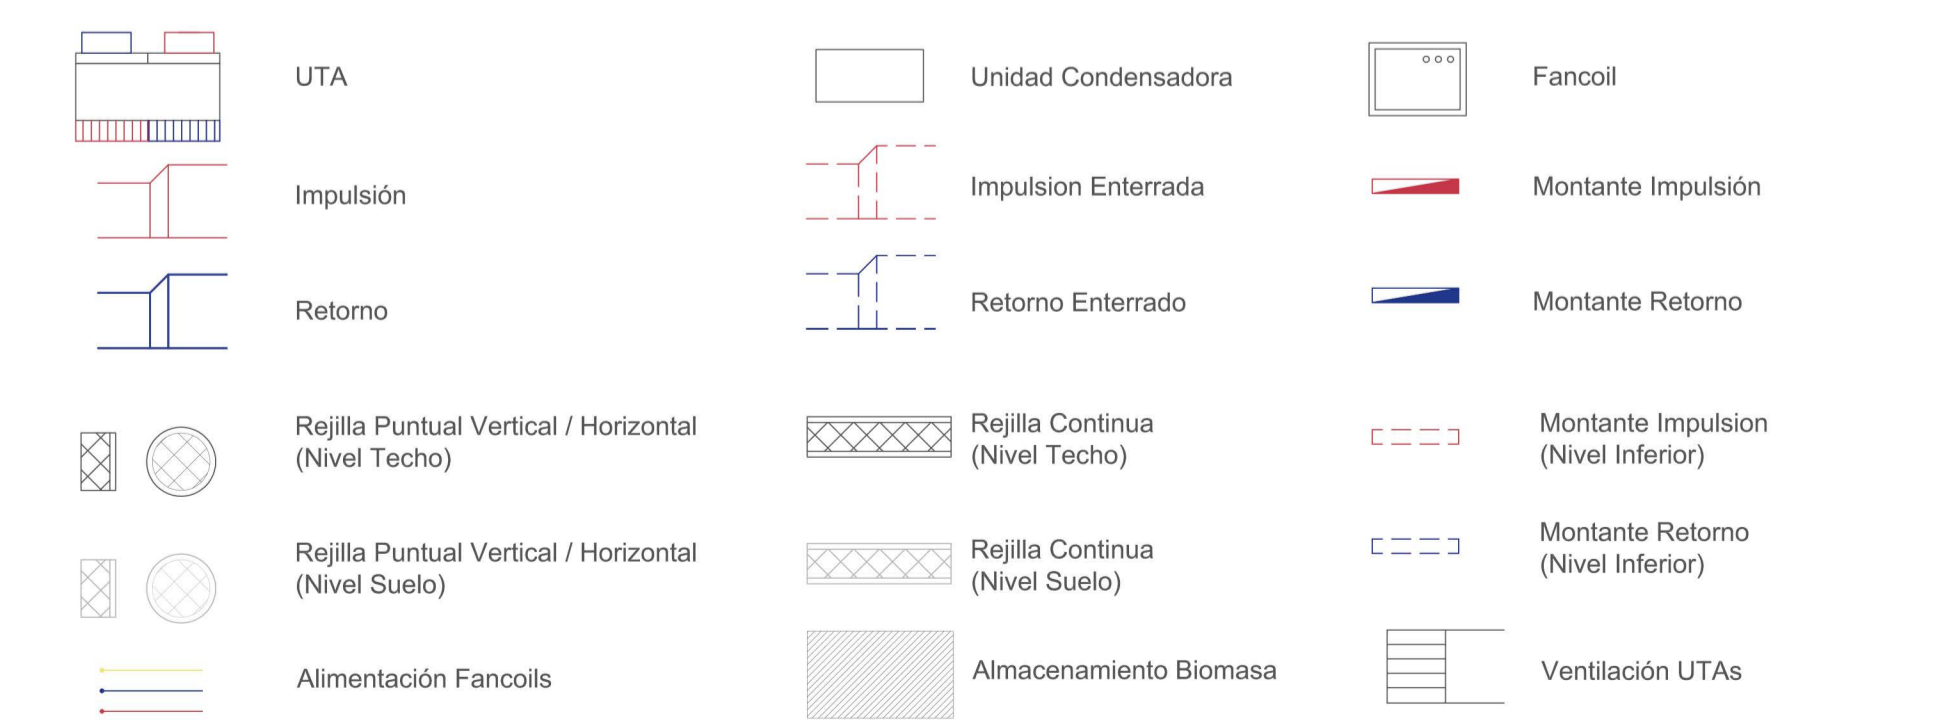 UTA
Unidad Condensadora
Fancoil
Impulsión
Impulsion Enterrada
Montante Impulsión
Retorno
Retorno Enterrado
Montante Retorno
Rejilla Puntual Vertical / Horizontal
(Nivel Techo)
Rejilla Continua
(Nivel Techo)
Montante Impulsion
(Nivel Inferior)
Rejilla Puntual Vertical / Horizontal
(Nivel Suelo)
Rejilla Continua
(Nivel Suelo)
Montante Retorno
(Nivel Inferior)
Alimentación Fancoils
Almacenamiento Biomasa
Ventilación UTAs